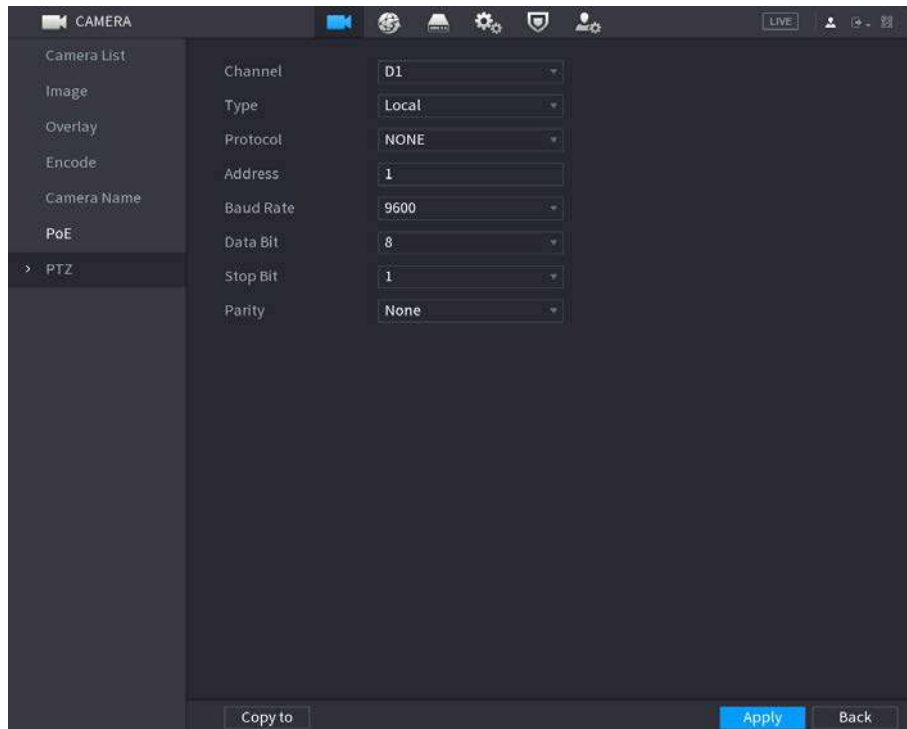 CAMERA
LIVE
Camera List
Image
Overlay
Encode
Camera Name
PoE
> PTZ
Channel D1
Type Local
Protocol NONE
Address 1
Baud Rate 9600
Data Bit 8
Stop Bit 1
Parity None
Copy to
Apply
Back